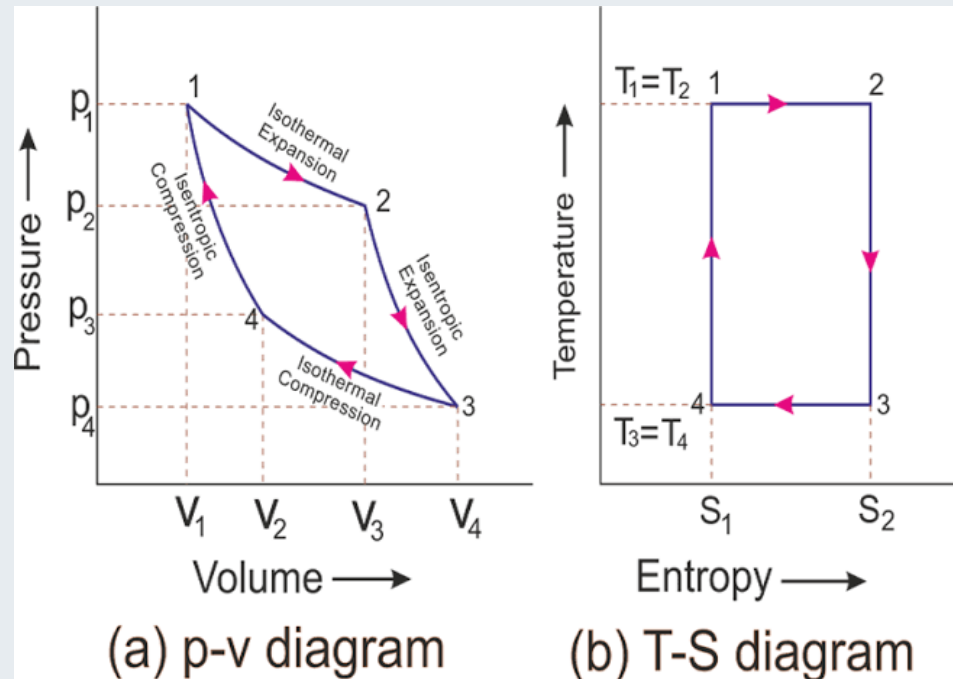 Pressure
p₁
p₂
p₃
p₄
1
2
3
4
Isothermal
Expansion
Isentropic
Expansion
Isothermal
Compression
Isentropic
Compression
V₁
V₂
V₃
V₄
Volume
(a) p-v diagram
Temperature
T₁=T₂
T₃=T₄
1
2
3
4
S₁
S₂
Entropy
(b) T-S diagram